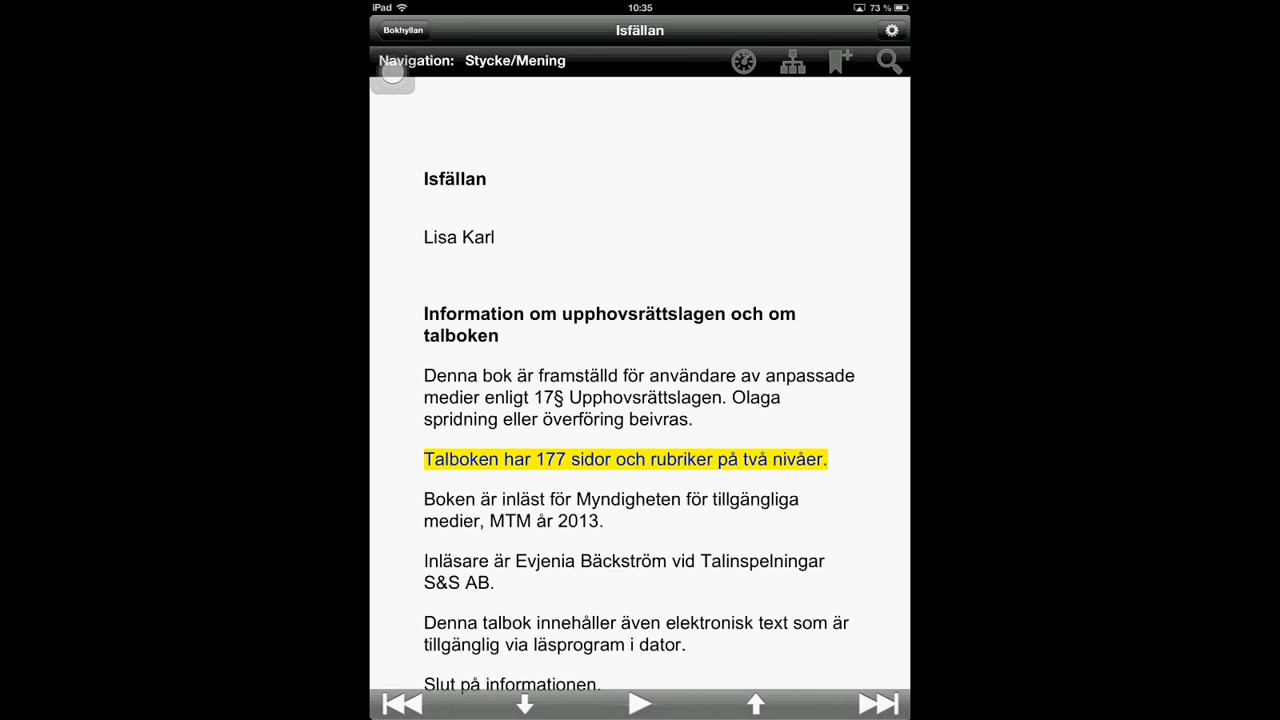 iPad 10:35 73 %
Bokhyllan Isfällan
Navigation: Stycke/Mening
Isfällan
Lisa Karl
Information om upphovsrättslagen och om
talboken
Denna bok är framställd för användare av anpassade
medier enligt 17§ Upphovsrättslagen. Olaga
spridning eller överföring beivras.
Talboken har 177 sidor och rubriker på två nivåer.
Boken är inläst för Myndigheten för tillgängliga
medier, MTM år 2013.
Inläsare är Evjenia Bäckström vid Talinspelningar
S&S AB.
Denna talbok innehåller även elektronisk text som är
tillgänglig via läsprogram i dator.
Slut på informationen.